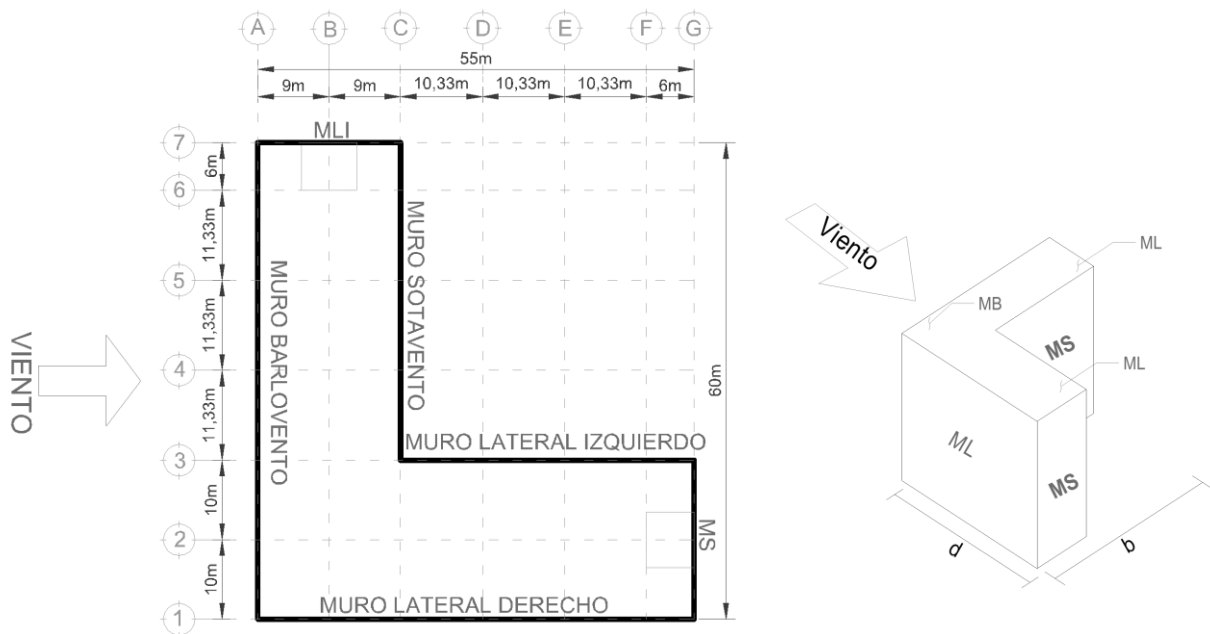 A B C D E F G
55m
9m 9m 10,33m 10,33m 10,33m 6m
MLI
7
6m
6
11,33m
5
11,33m
4
11,33m
3
10m
2
10m
1
VIENTO
MURO BARLOVENTO
MURO SOTAVENTO
MURO LATERAL IZQUIERDO
MS
MURO LATERAL DERECHO
60m
Viento
ML
MB
MS
ML
ML
MS
d
b